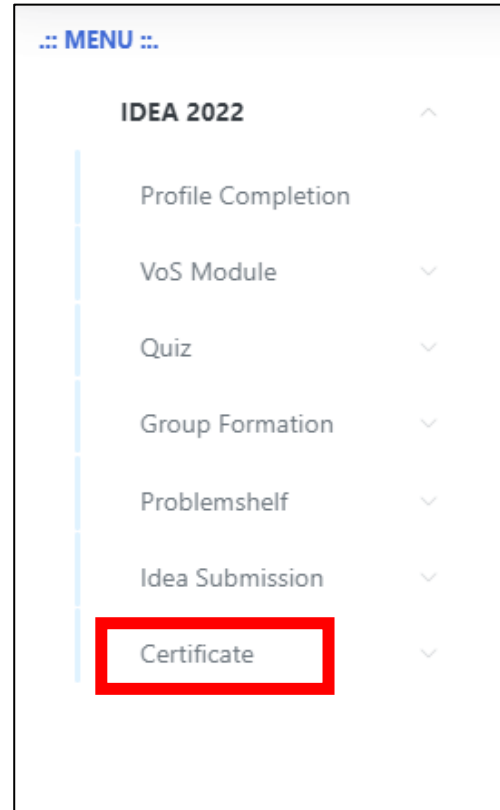 .:: MENU ::.
IDEA 2022
Profile Completion
VoS Module
Quiz
Group Formation
Problemshelf
Idea Submission
Certificate